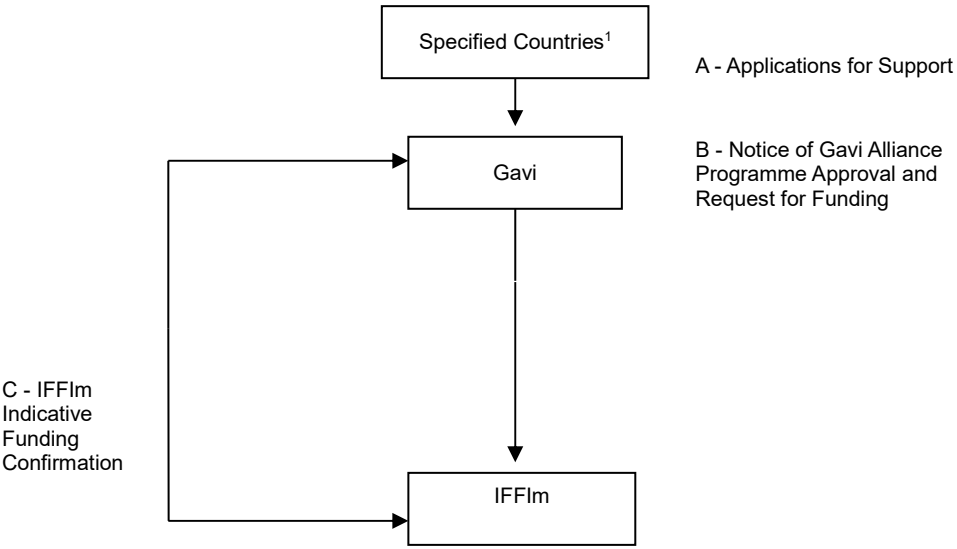 Specified Countries¹
A - Applications for Support
B - Notice of Gavi Alliance
Programme Approval and
Request for Funding
Gavi
C - IFFIm
Indicative
Funding
Confirmation
IFFIm